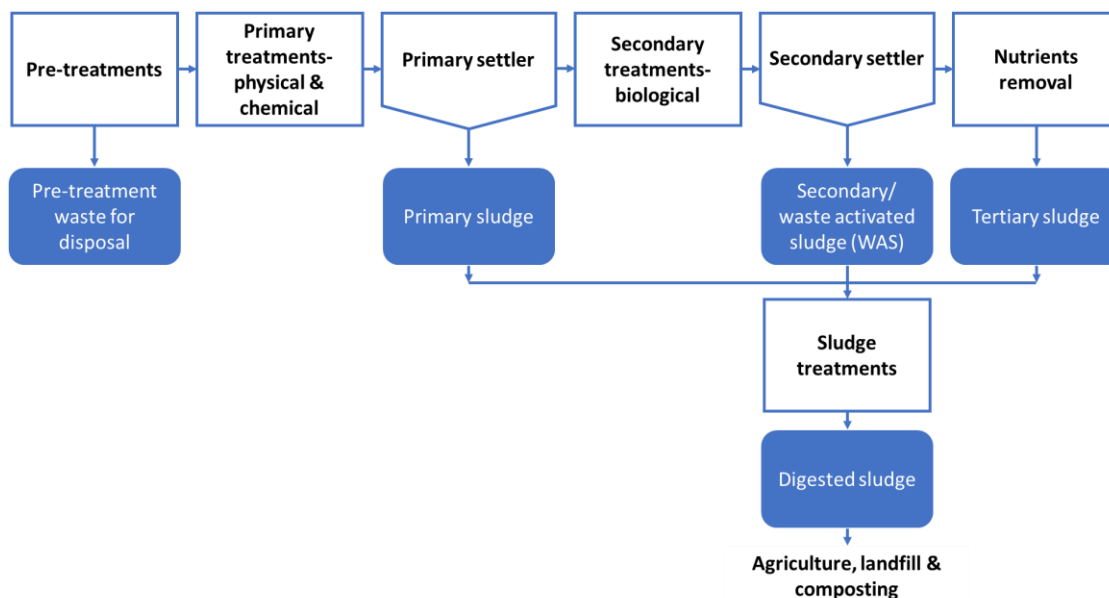 Pre-treatments
Primary
treatments-
physical &
chemical
Primary settler
Secondary
treatments-
biological
Secondary settler
Nutrients
removal
Pre-treatment
waste for
disposal
Primary sludge
Secondary/
waste activated
sludge (WAS)
Tertiary sludge
Sludge
treatments
Digested sludge
Agriculture, landfill &
composting